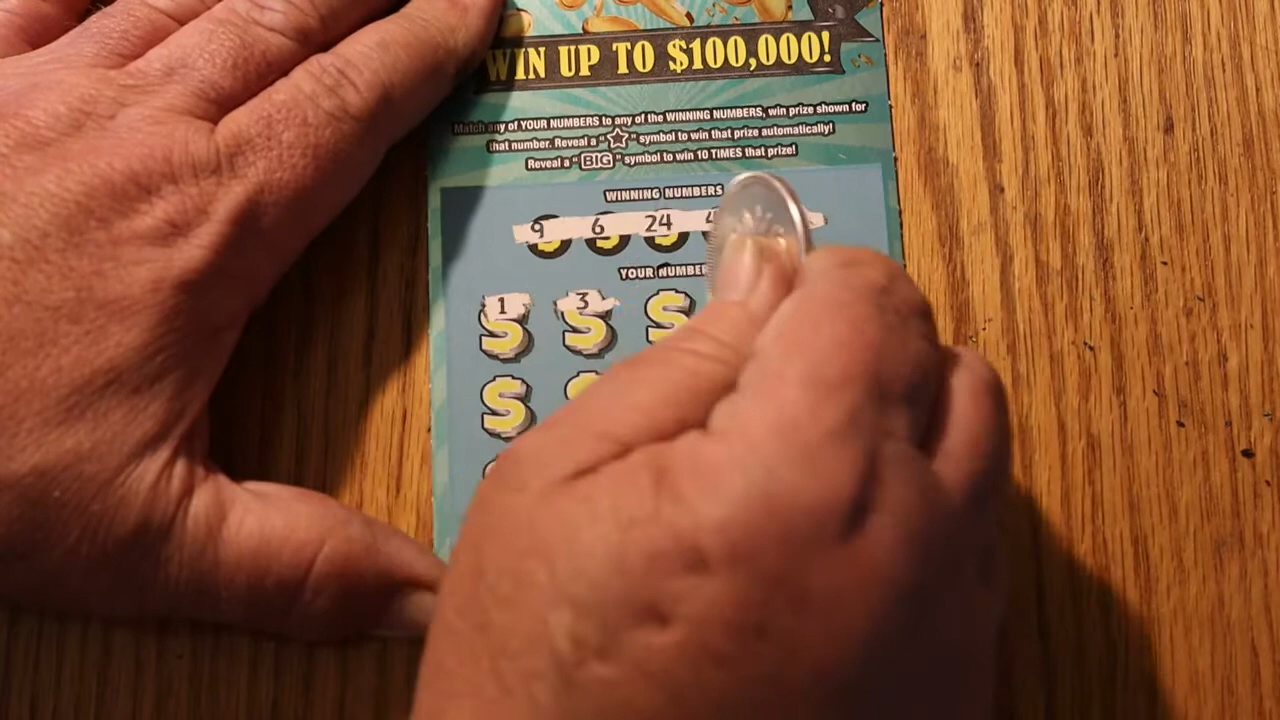 WIN UP TO $100,000!
Match any of YOUR NUMBERS to any of the WINNING NUMBERS, win prize shown for
that number. Reveal a "☆" symbol to win that prize automatically!
Reveal a "BIG" symbol to win 10 TIMES that prize!
WINNING NUMBERS
9 6 24
YOUR
1 3